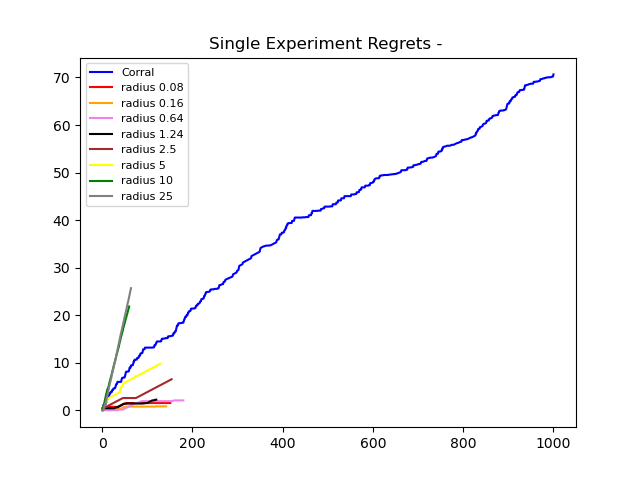 Single Experiment Regrets -
70
60
50
40
30
20
10
0
Corral
radius 0.08
radius 0.16
radius 0.64
radius 1.24
radius 2.5
radius 5
radius 10
radius 25
0 200 400 600 800 1000